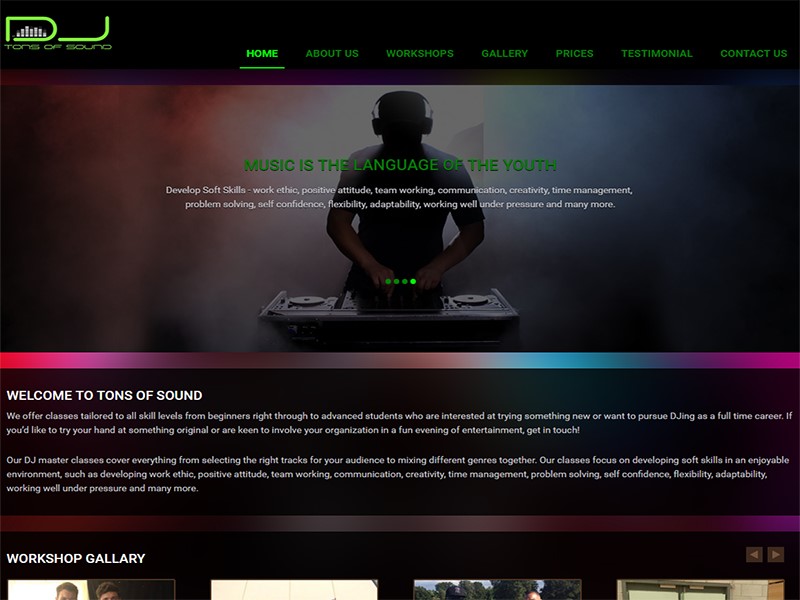 DJ
TONS OF SOUND
HOME ABOUT US WORKSHOPS GALLERY PRICES TESTIMONIAL CONTACT US
MUSIC IS THE LANGUAGE OF THE YOUTH
Develop Soft Skills - work ethic, positive attitude, team working, communication, creativity, time management,
problem solving, self confidence, flexibility, adaptability, working well under pressure and many more.
WELCOME TO TONS OF SOUND
We offer classes tailored to all skill levels from beginners right through to advanced students who are interested at trying something new or want to pursue DJing as a full time career. If
you'd like to try your hand at something original or are keen to involve your organization in a fun evening of entertainment, get in touch!
Our DJ master classes cover everything from selecting the right tracks for your audience to mixing different genres together. Our classes focus on developing soft skills in an enjoyable
environment, such as developing work ethic, positive attitude, team working, communication, creativity, time management, problem solving, self confidence, flexibility, adaptability,
working well under pressure and many more.
WORKSHOP GALLARY